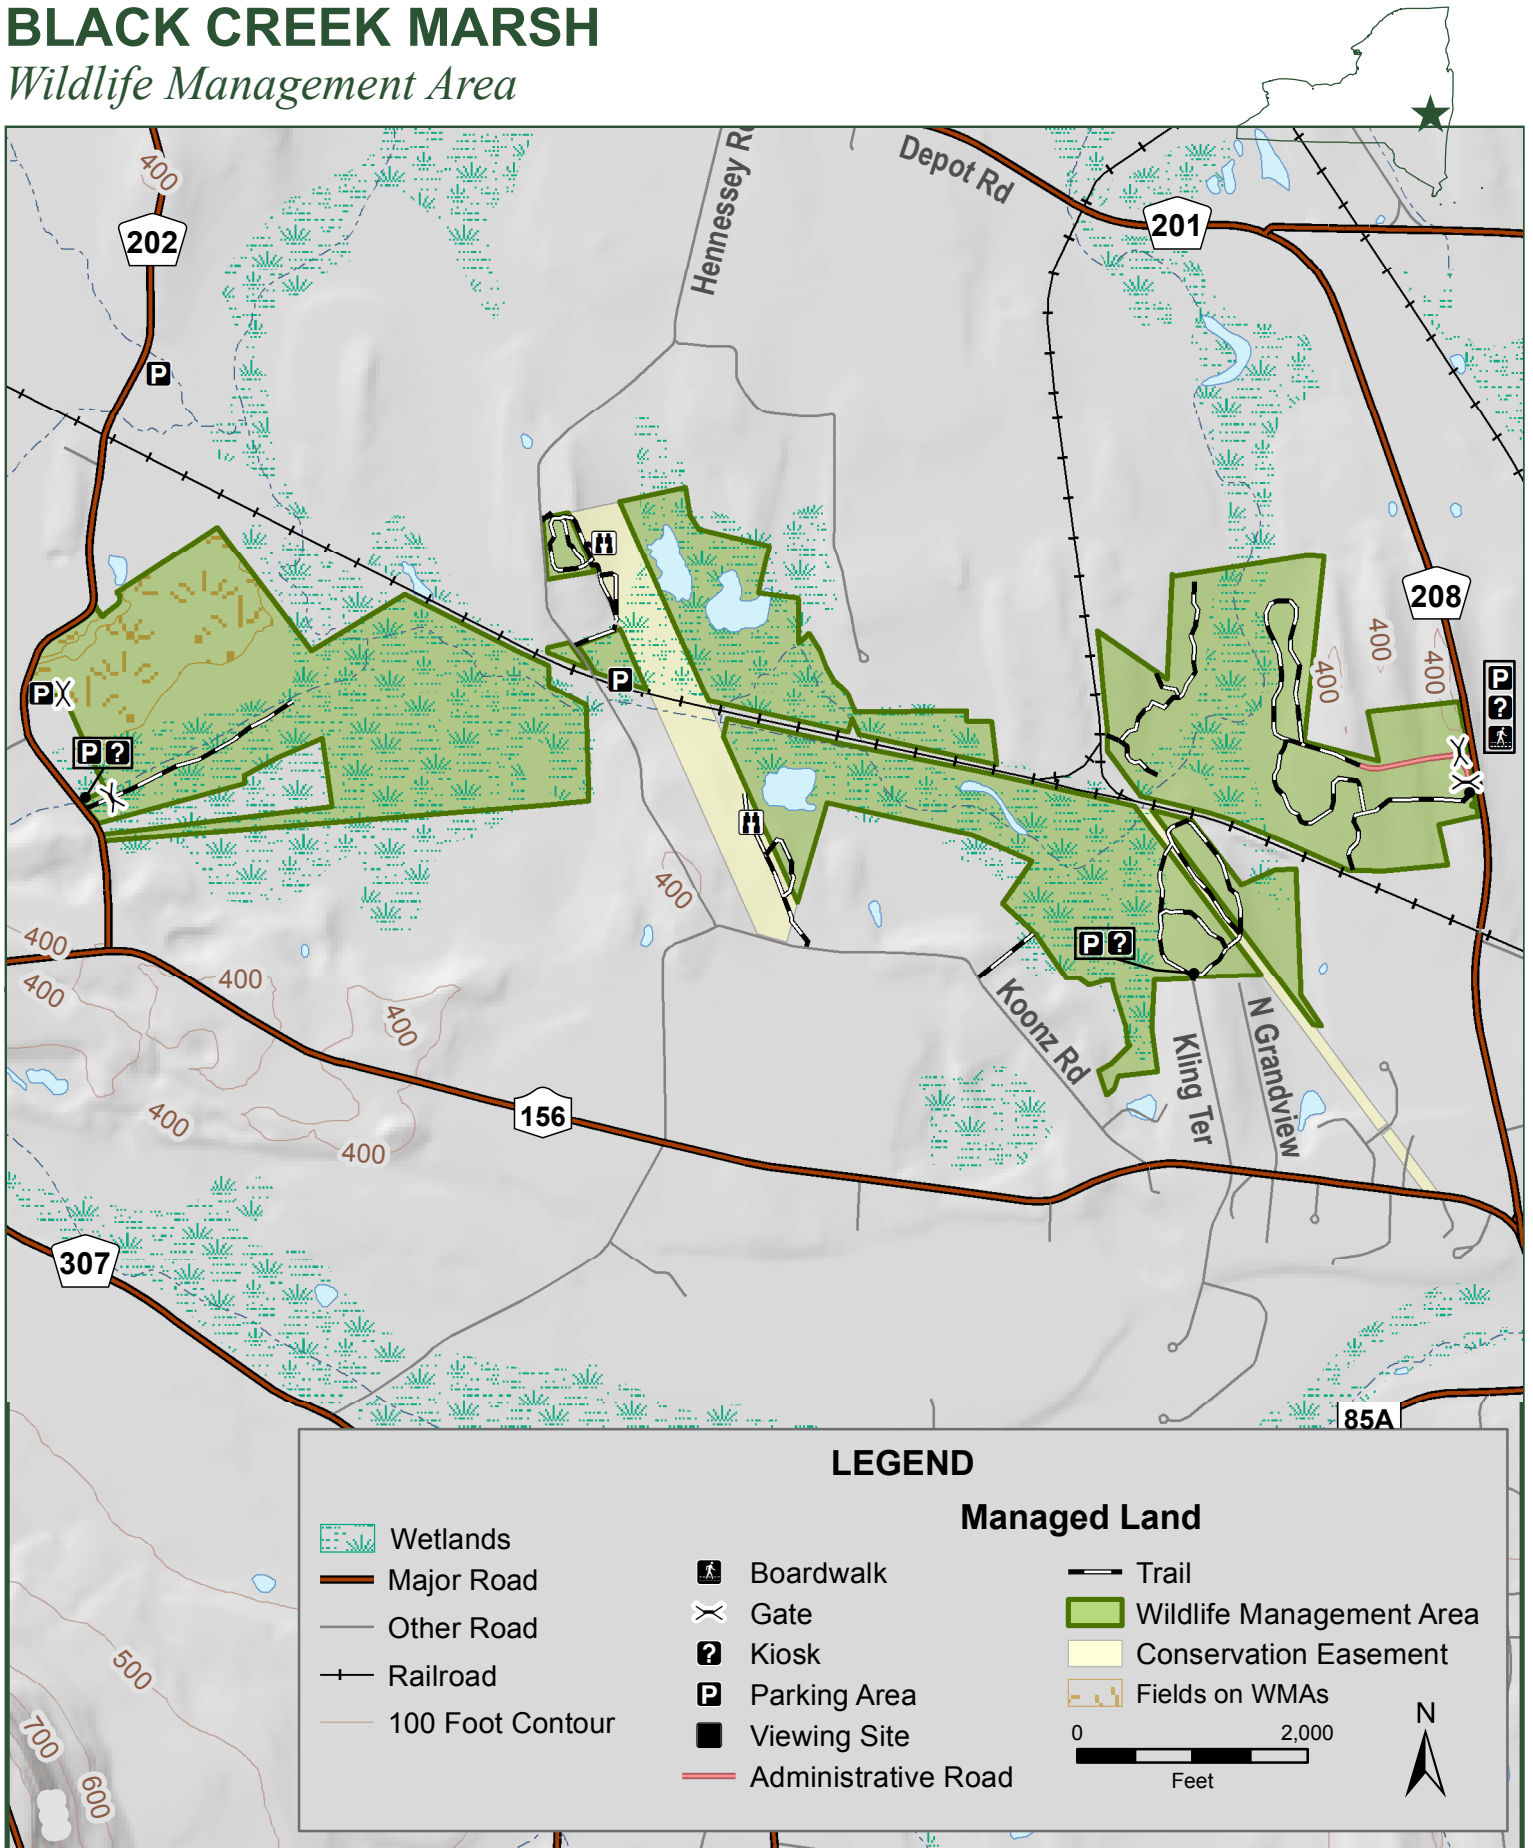 BLACK CREEK MARSH
Wildlife Management Area
400
202
Hennessey Rd
Depot Rd
201
P
208
400
400
400
P
?
P
P
P ?
400
P ?
Koonz Rd
Kling Ter
N Grandview
400
400
400
400
400
400
156
307
85A
500
700
600
LEGEND
Managed Land
Wetlands
Major Road
Other Road
Railroad
100 Foot Contour
Boardwalk
Gate
? Kiosk
P Parking Area
Viewing Site
Administrative Road
Trail
Wildlife Management Area
Conservation Easement
Fields on WMAs
0 2,000
Feet
N